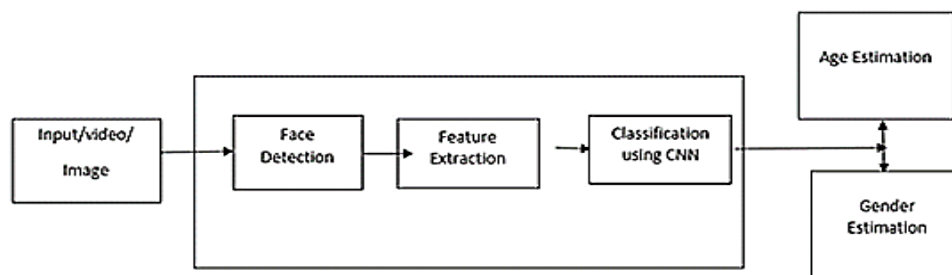 Input/video/
Image
Face
Detection
Feature
Extraction
Classification
using CNN
Age Estimation
Gender
Estimation